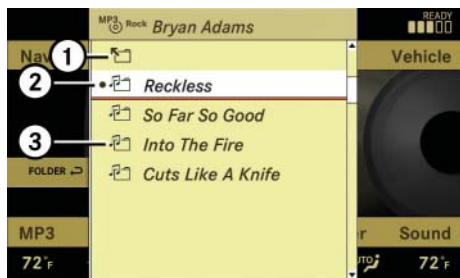 MP3 Rock Bryan Adams
READY
Nav
Vehicle
1
2
Reckless
So Far So Good
3
Into The Fire
FOLDER
Cuts Like A Knife
MP3
r
Sound
72°F
UTO
72°F